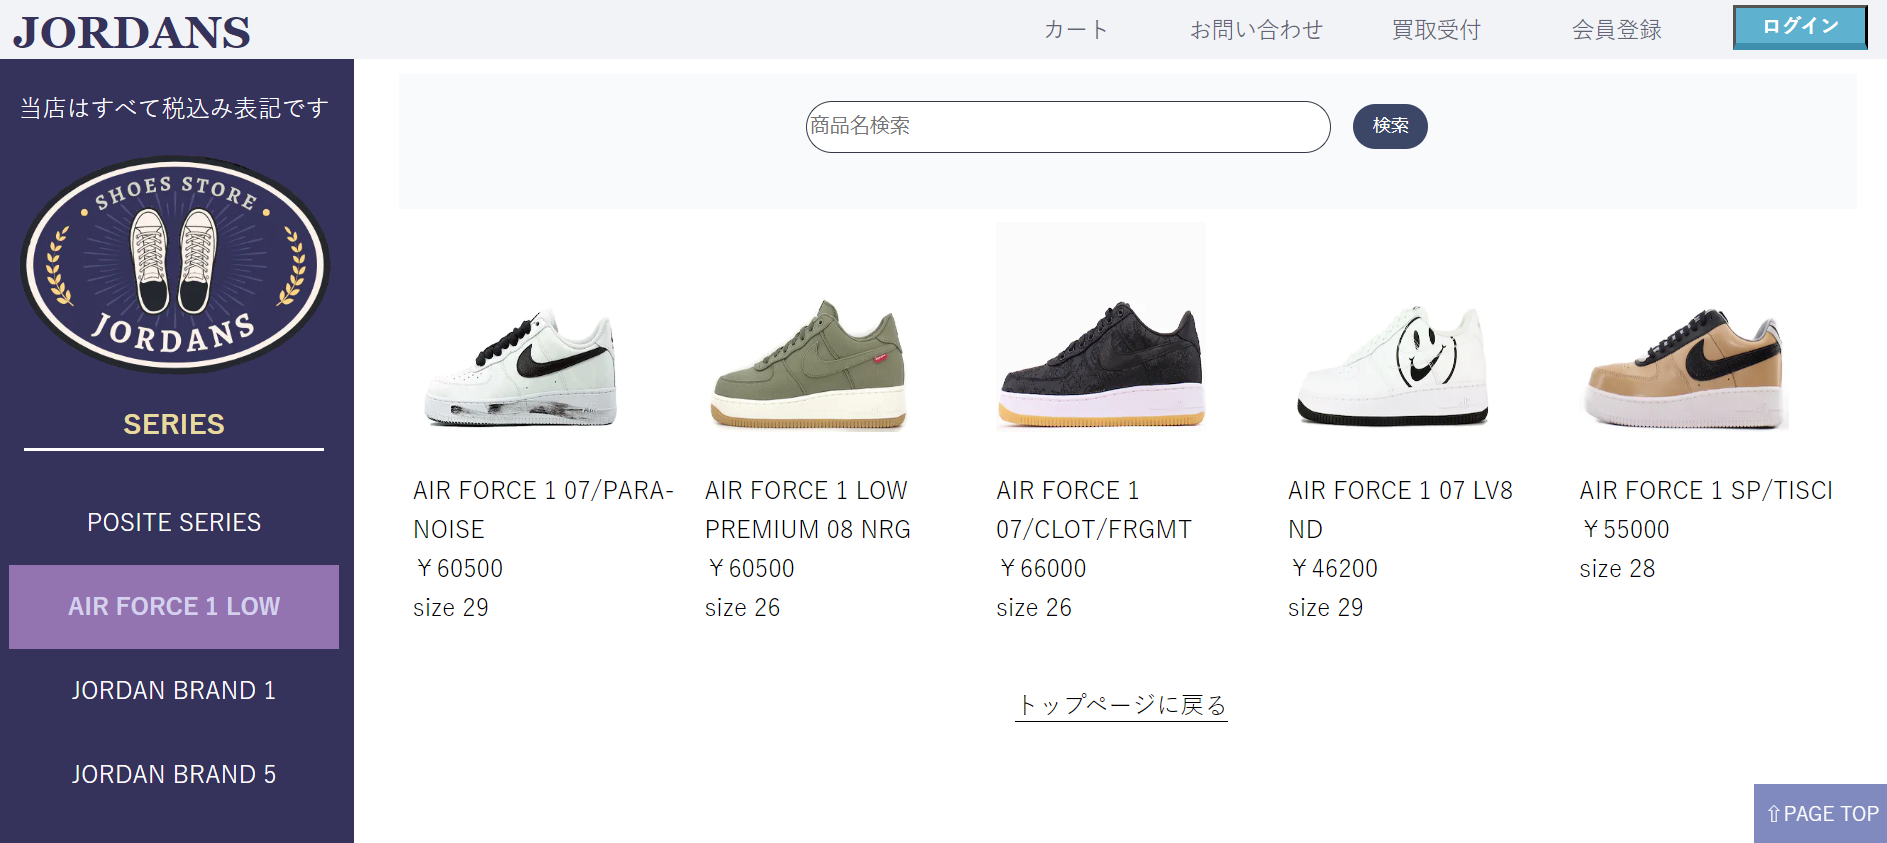 JORDANS
カート
お問い合わせ
買取受付
会員登録
ログイン
当店はすべて税込み表記です
SHOES STORE
JORDANS
SERIES
POSITE SERIES
AIR FORCE 1 LOW
JORDAN BRAND 1
JORDAN BRAND 5
商品名検索
検索
AIR FORCE 1 07/PARA-
NOISE
￥60500
size 29
AIR FORCE 1 LOW
PREMIUM 08 NRG
￥60500
size 26
AIR FORCE 1
07/CLOT/FRGMT
￥66000
size 26
AIR FORCE 1 07 LV8
ND
￥46200
size 29
AIR FORCE 1 SP/TISCI
￥55000
size 28
トップページに戻る
⇧PAGE TOP